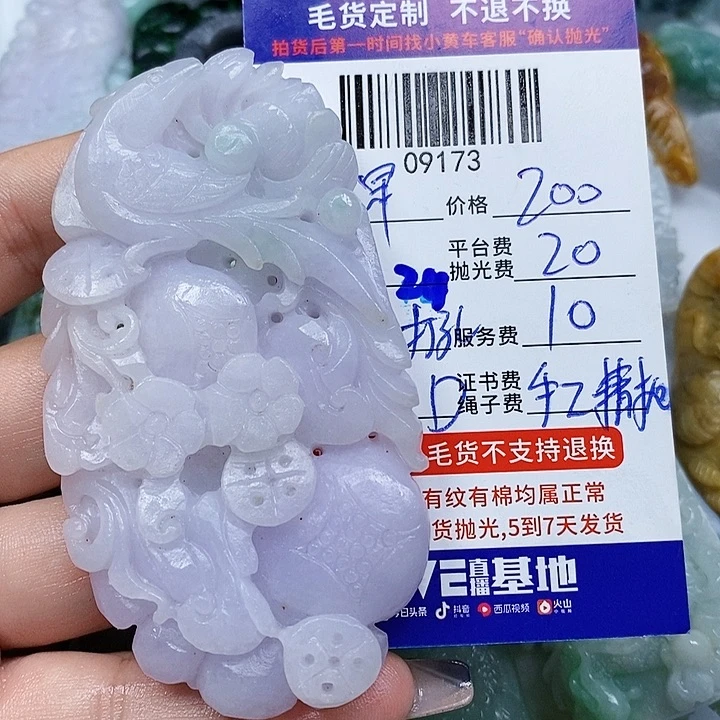 毛货定制 不退不换
拍货后第一时间找小黄车客服“确认抛光”
09173
价格 200
平台费
抛光费 20
服务费 10
证书费
绳子费 手工精抛
毛货不支持退换
有纹有棉均属正常
货抛光,5到7天发货
直播基地
今日头条 抖音 西瓜视频 火山